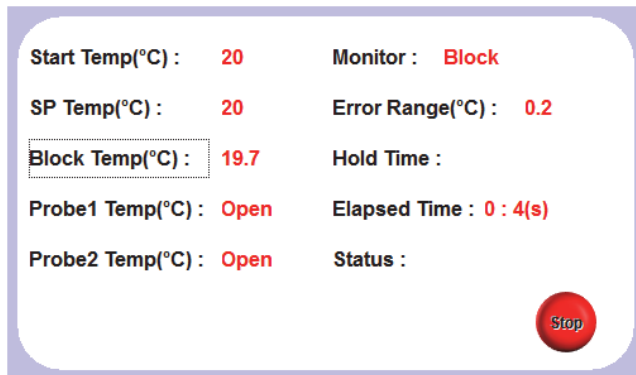 Start Temp(°C) : 20 Monitor : Block
SP Temp(°C) : 20 Error Range(°C) : 0.2
Block Temp(°C) : 19.7 Hold Time :
Probe1 Temp(°C) : Open Elapsed Time : 0 : 4(s)
Probe2 Temp(°C) : Open Status :
Stop